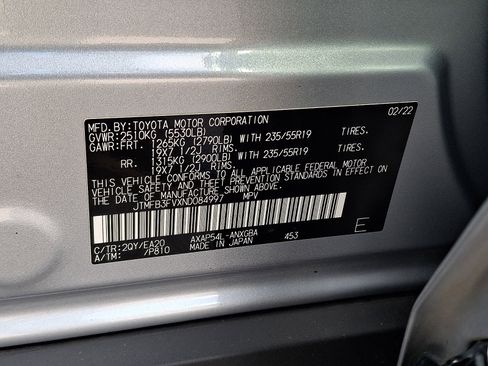 MFD.BY:TOYOTA MOTOR CORPORATION 02/22
GVWR:2510KG (5530LB)
GAWR:FRT. 1265KG (2790LB) WITH 235/55R19 TIRES.
19X7 1/2J RIMS.
RR. 1315KG (2900LB) WITH 235/55R19 TIRES.
19X7 1/2J RIMS.
THIS VEHICLE CONFORMS TO ALL APPLICABLE FEDERAL MOTOR
VEHICLE SAFETY AND THEFT PREVENTION STANDARDS IN EFFECT ON
THE DATE OF MANUFACTURE SHOWN ABOVE.
JTMFB3FVXND084997 MPV
E
C/TR:2QY/EA20 AXAP54L-ANXGBA 453
A/TM: /P810 MADE IN JAPAN